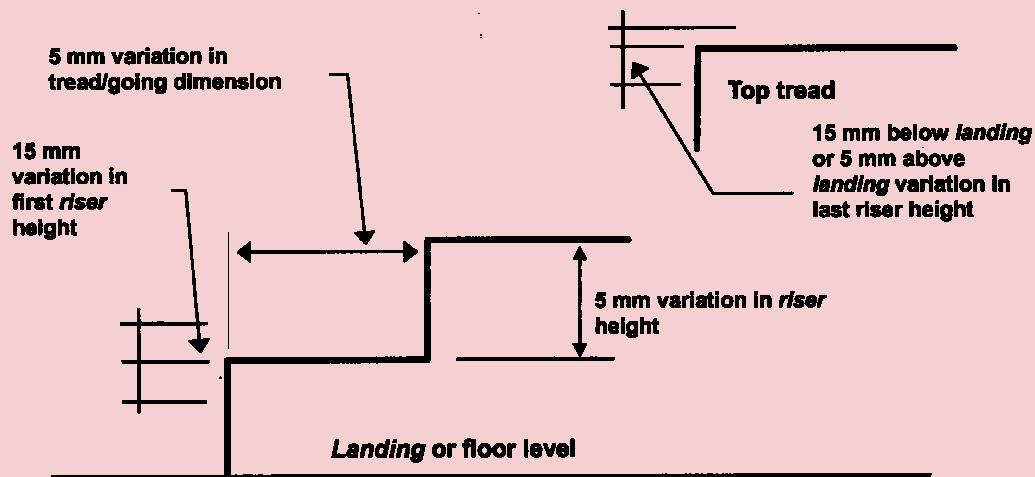 5 mm variation in
tread/going dimension
15 mm
variation in
first riser
height
Top tread
15 mm below landing
or 5 mm above
landing variation in
last riser height
5 mm variation in riser
height
Landing or floor level